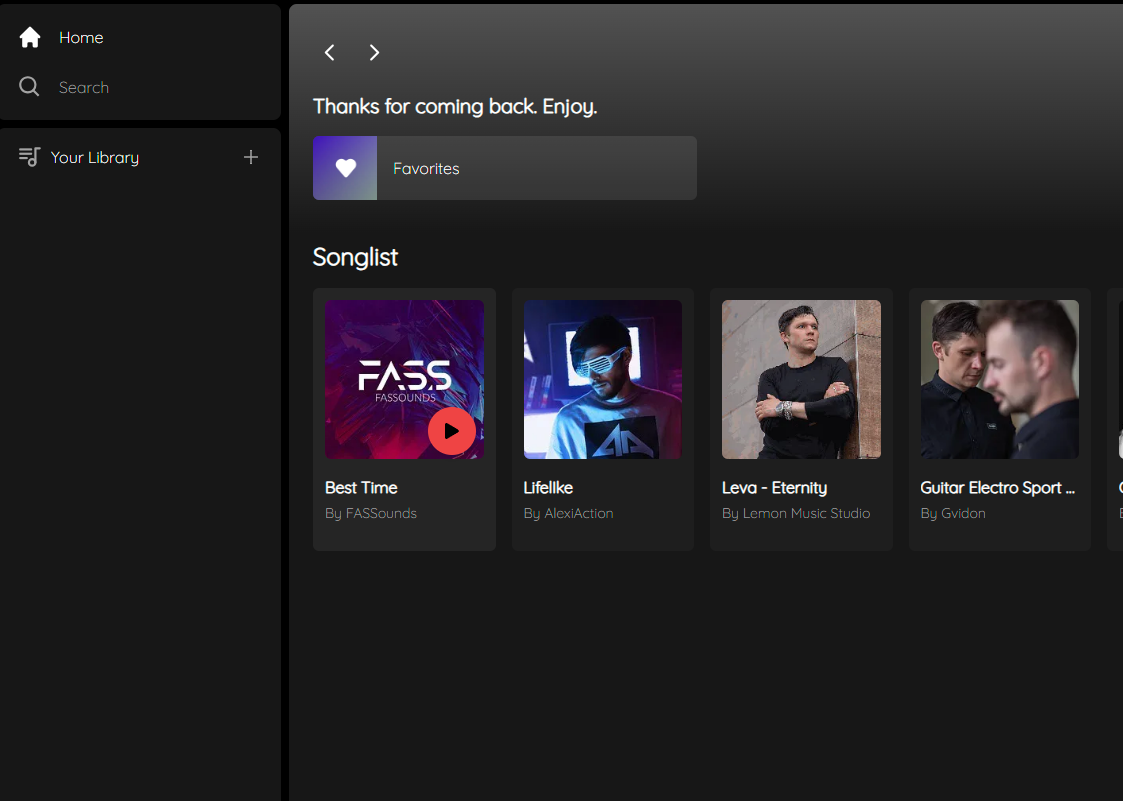 Home
Search
Your Library
Thanks for coming back. Enjoy.
Favorites
Songlist
FASS
FASSOUNDS
Best Time
By FASSounds
Lifelike
By AlexiAction
Leva - Eternity
By Lemon Music Studio
Guitar Electro Sport ...
By Gvidon